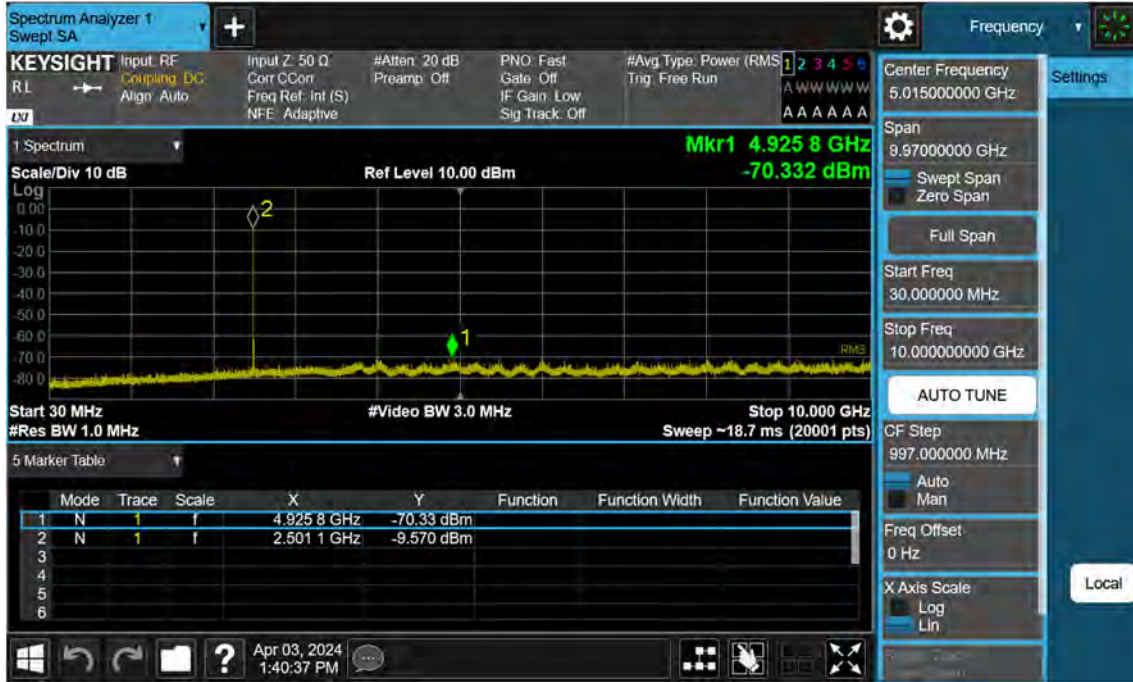 Spectrum Analyzer 1
Swept SA
Frequency
KEYSIGHT
RL
LXI
Input: RF
Coupling: DC
Align: Auto
Input Z: 50 Ω
Corr CCorr
Freq Ref: Int (S)
NFE: Adaptive
#Atten: 20 dB
Preamp: Off
PNO: Fast
Gate: Off
IF Gain: Low
Sig Track: Off
#Avg Type: Power (RMS
Trig: Free Run
1 2 3 4 5 6
A W W W W W
A A A A A A
1 Spectrum
Scale/Div 10 dB
Ref Level 10.00 dBm
Mkr1 4.925 8 GHz
-70.332 dBm
Log
0.00
-10.0
-20.0
-30.0
-40.0
-50.0
-60.0
-70.0
-80.0
2
1
RMS
Start 30 MHz
#Video BW 3.0 MHz
Stop 10.000 GHz
#Res BW 1.0 MHz
Sweep ~18.7 ms (20001 pts)
5 Marker Table
Mode Trace Scale X Y Function Function Width Function Value
1 N 1 f 4.925 8 GHz -70.33 dBm
2 N 1 f 2.501 1 GHz -9.570 dBm
3
4
5
6
Apr 03, 2024
1:40:37 PM
Center Frequency
5.015000000 GHz
Span
9.97000000 GHz
Swept Span
Zero Span
Full Span
Start Freq
30.000000 MHz
Stop Freq
10.000000000 GHz
AUTO TUNE
CF Step
997.000000 MHz
Auto
Man
Freq Offset
0 Hz
X Axis Scale
Log
Lin
Settings
Local